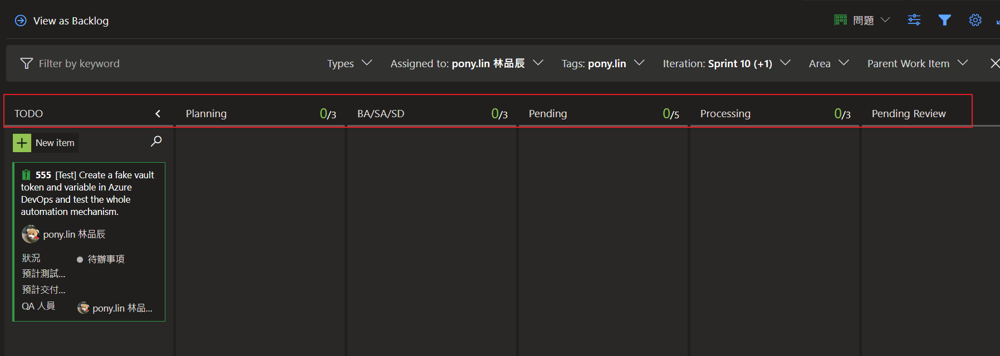 View as Backlog
問題
Filter by keyword
Types
Assigned to: pony.lin 林品辰
Tags: pony.lin
Iteration: Sprint 10 (+1)
Area
Parent Work Item
TODO
Planning
0/3
BA/SA/SD
0/3
Pending
0/5
Processing
0/3
Pending Review
New item
555 [Test] Create a fake vault
token and variable in Azure
DevOps and test the whole
automation mechanism.
pony.lin 林品辰
狀況
待辦事項
預計測試...
預計交付...
QA 人員
pony.lin 林品...